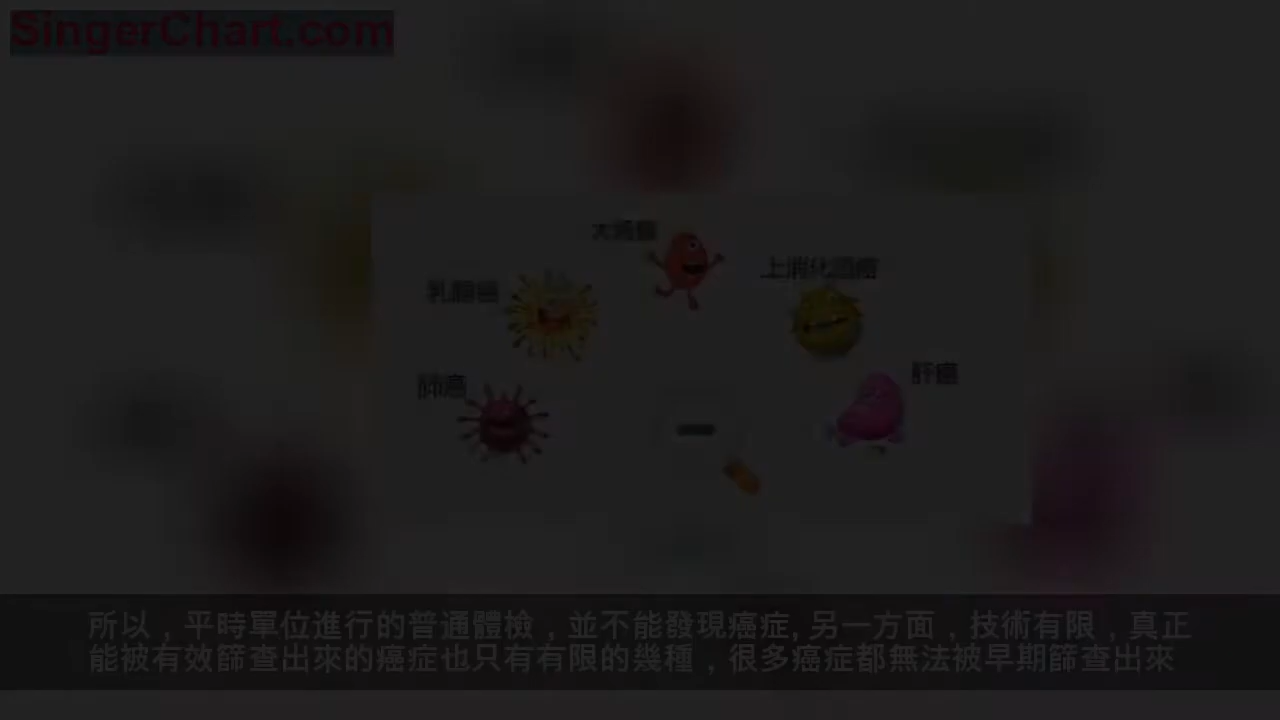 SingerChart.com
大腸癌
上消化道癌
乳腺癌
肝癌
肺癌
所以，平時單位進行的普通體檢，並不能發現癌症, 另一方面，技術有限，真正
能被有效篩查出來的癌症也只有有限的幾種，很多癌症都無法被早期篩查出來